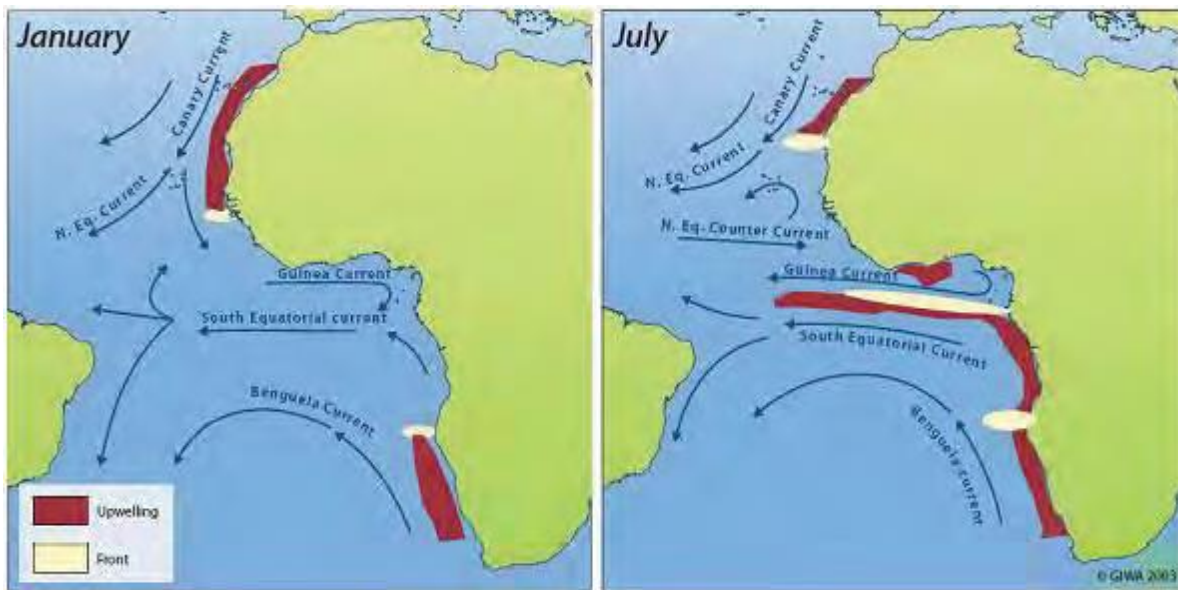 January
Canary Current
N. Eq. Current
Guinea Current
South Equatorial current
Benguela Current
Upwelling
Front
July
Canary Current
N. Eq. Current
N. Eq. Counter Current
Guinea Current
South Equatorial Current
Benguela current
© GIWA 2003